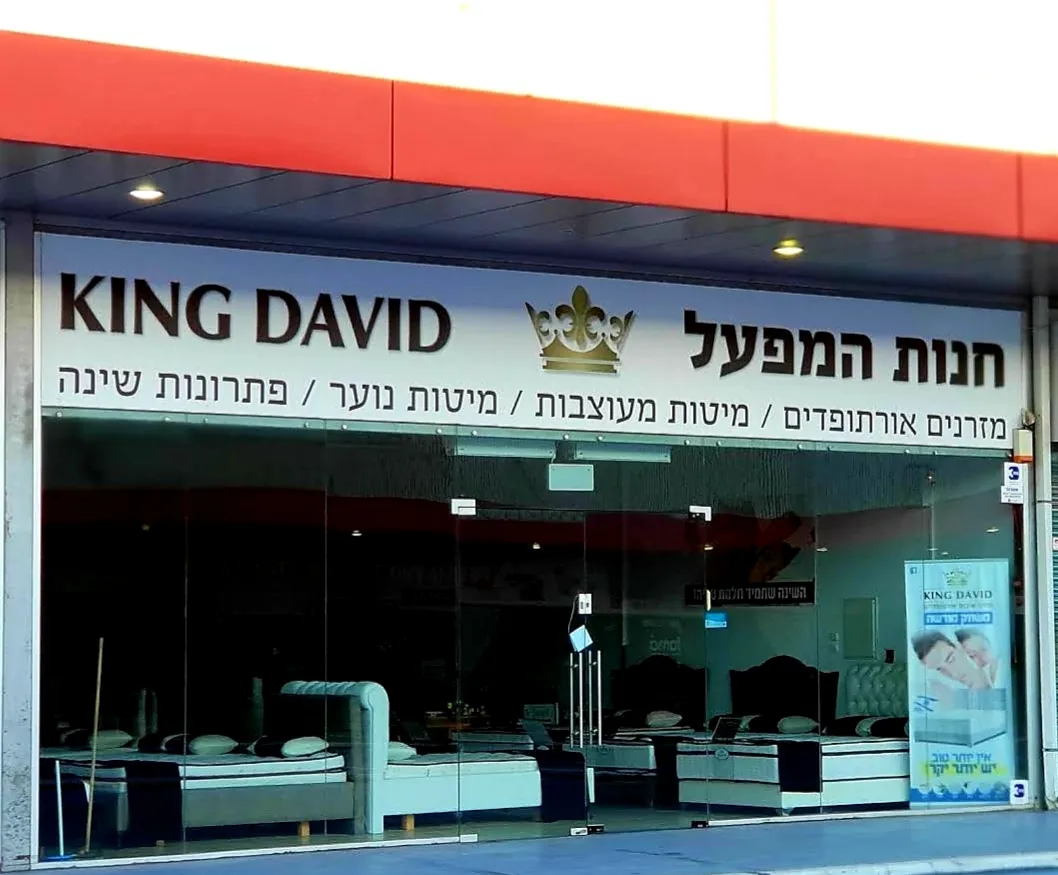 KING DAVID
חנות המפעל
מזרנים אורתופדים / מיטות מעוצבות / מיטות נוער / פתרונות שינה
השינה שתמיד חלמת
KING DAVID
אין יותר טוב
יש יותר יקר!